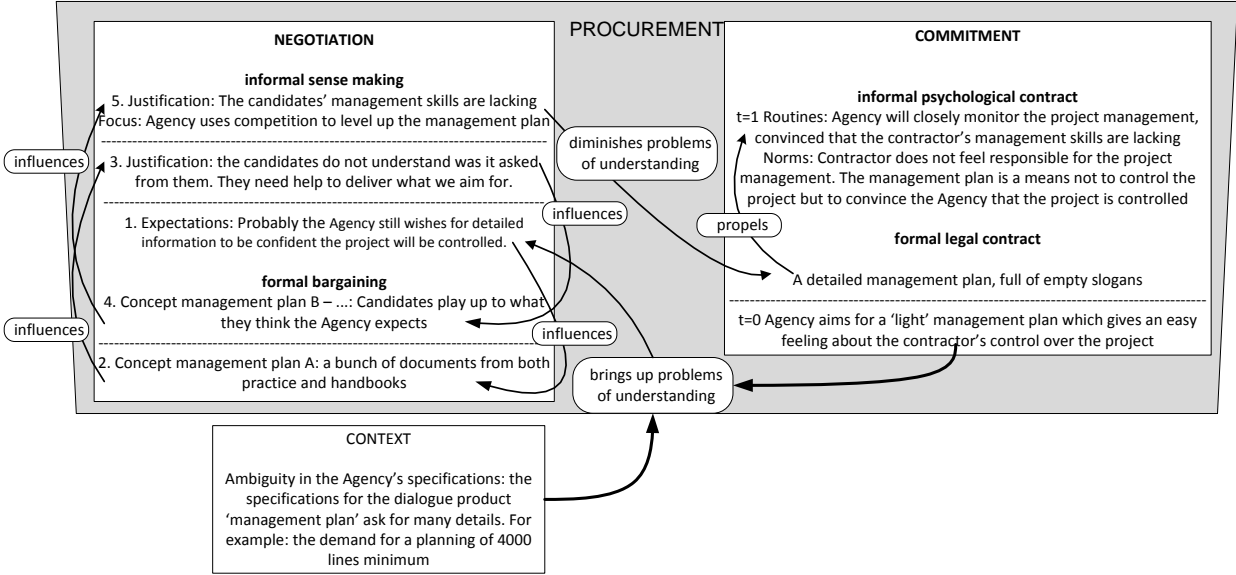 PROCUREMENT
NEGOTIATION
informal sense making
5. Justification: The candidates' management skills are lacking
Focus: Agency uses competition to level up the management plan
3. Justification: the candidates do not understand was it asked
from them. They need help to deliver what we aim for.
1. Expectations: Probably the Agency still wishes for detailed
information to be confident the project will be controlled.
formal bargaining
4. Concept management plan B – ...: Candidates play up to what
they think the Agency expects
2. Concept management plan A: a bunch of documents from both
practice and handbooks
influences
influences
influences
influences
diminishes problems
of understanding
brings up problems
of understanding
COMMITMENT
informal psychological contract
t=1 Routines: Agency will closely monitor the project management,
convinced that the contractor's management skills are lacking
Norms: Contractor does not feel responsible for the project
management. The management plan is a means not to control the
project but to convince the Agency that the project is controlled
propels
formal legal contract
A detailed management plan, full of empty slogans
t=0 Agency aims for a 'light' management plan which gives an easy
feeling about the contractor's control over the project
CONTEXT
Ambiguity in the Agency's specifications: the
specifications for the dialogue product
'management plan' ask for many details. For
example: the demand for a planning of 4000
lines minimum